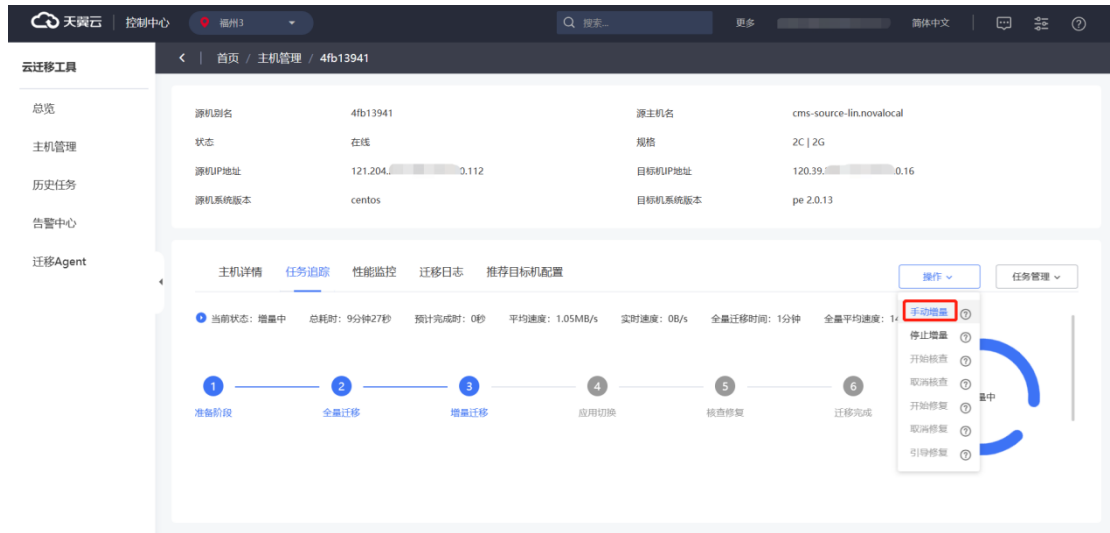 天翼云 控制中心 福州3 搜索... 更多 简体中文
云迁移工具
总览
主机管理
历史任务
告警中心
迁移Agent
首页 / 主机管理 / 4fb13941
源机别名 4fb13941 源主机名 cms-source-lin.novalocal
状态 在线 规格 2C | 2G
源机IP地址 121.204. 0.112 目标机IP地址 120.39. .0.16
源机系统版本 centos 目标机系统版本 pe 2.0.13
主机详情 任务追踪 性能监控 迁移日志 推荐目标机配置 操作 任务管理
当前状态：增量中 总耗时：9分钟27秒 预计完成时：0秒 平均速度：1.05MB/s 实时速度：0B/s 全量迁移时间：1分钟 全量平均速度：14
手动增量
停止增量
开始核查
取消核查
开始修复
取消修复
引导修复
量中
1 2 3 4 5 6
准备阶段 全量迁移 增量迁移 应用切换 核查修复 迁移完成